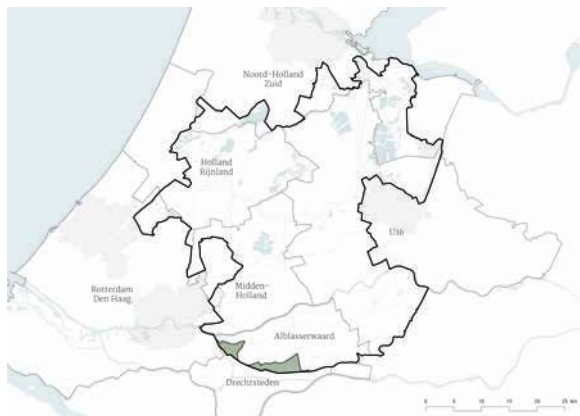 Noord-Holland
Zuid
Holland
Rijnland
U16
Midden-
Holland
Rotterdam
Den Haag
Alblasserwaard
Drechtsteden
0 5 10 15 20 25 km